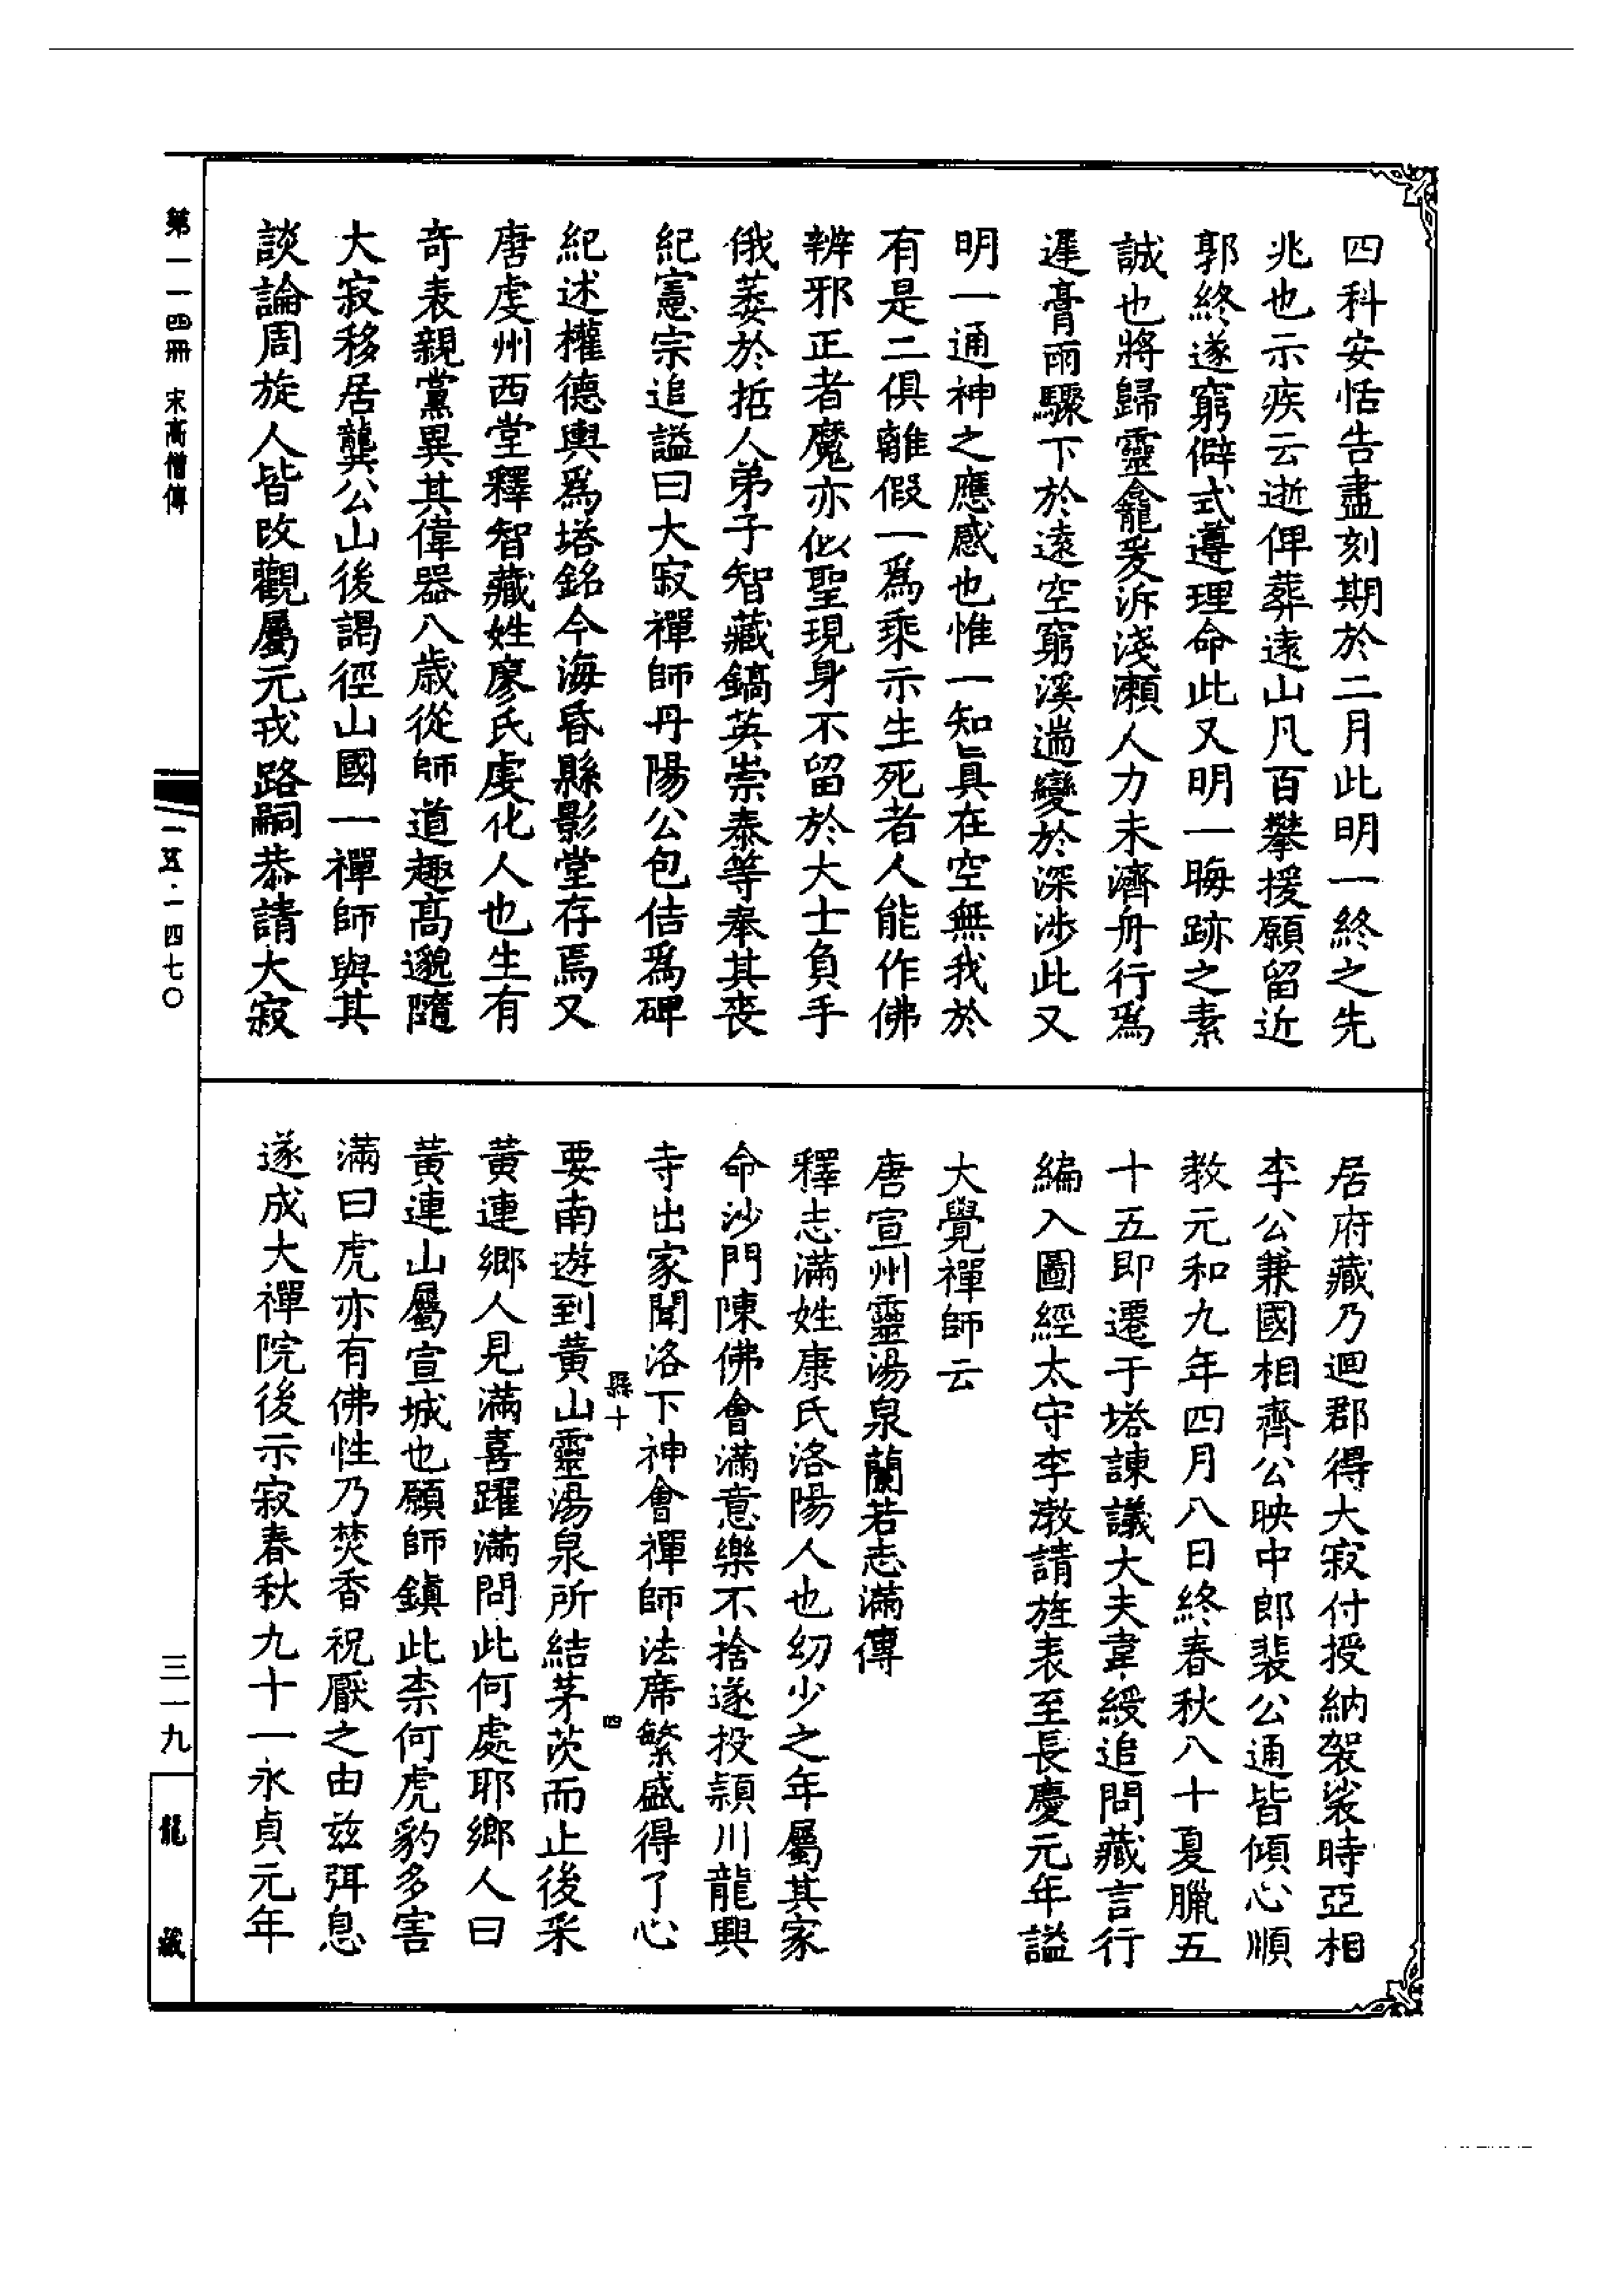 四科安恬告盡刻期於二月此明一終之先
兆也示疾云逝俾葬遠山凡百攀援願留近
郭終遂窮僻式遵理命此又明一晦跡之素
誠也將歸靈龕爰泝淺瀨人力未濟舟行爲
遲膏雨驟下於遠空窮溪遄變於深涉此又
明一通神之應感也惟一知眞在空無我於
有是二俱離假一爲乘示生死者人能作佛
辨邪正者魔亦似聖現身不留於大士負手
俄萎於哲人弟子智藏鎬英崇泰等奉其喪
紀憲宗追諡曰大寂禪師丹陽公包佶爲碑
紀述權德輿爲塔銘今海昏縣影堂存焉又
唐虔州西堂釋智藏姓廖氏虔化人也生有
奇表親黨異其偉器八歲從師道趣高邈隨
大寂移居龔公山後謁徑山國一禪師與其
談論周旋人皆改觀屬元戎路嗣恭請大寂
居府藏乃迴郡得大寂付授納袈裟時亞相
李公兼國相齊公映中郎裴公通皆傾心順
教元和九年四月八日終春秋八十夏臘五
十五即遷于塔諫議大夫韋綬追問藏言行
編入圖經太守李渤請旌表至長慶元年諡
大覺禪師云
唐宣州靈湯泉蘭若志滿傳
釋志滿姓康氏洛陽人也幼少之年屬其家
命沙門陳佛會滿意樂不捨遂投潁川龍興
寺出家聞洛下神會禪師法席繁盛得了心
縣十 四
要南遊到黃山靈湯泉所結茅茨而止後采
黃連鄉人見滿喜躍滿問此何處耶鄉人曰
黃連山屬宣城也願師鎭此柰何虎豹多害
滿曰虎亦有佛性乃焚香祝厭之由兹弭息
遂成大禪院後示寂春秋九十一永貞元年
第一一四冊 宋高僧傳
一五·一四七〇
三一九
龍藏